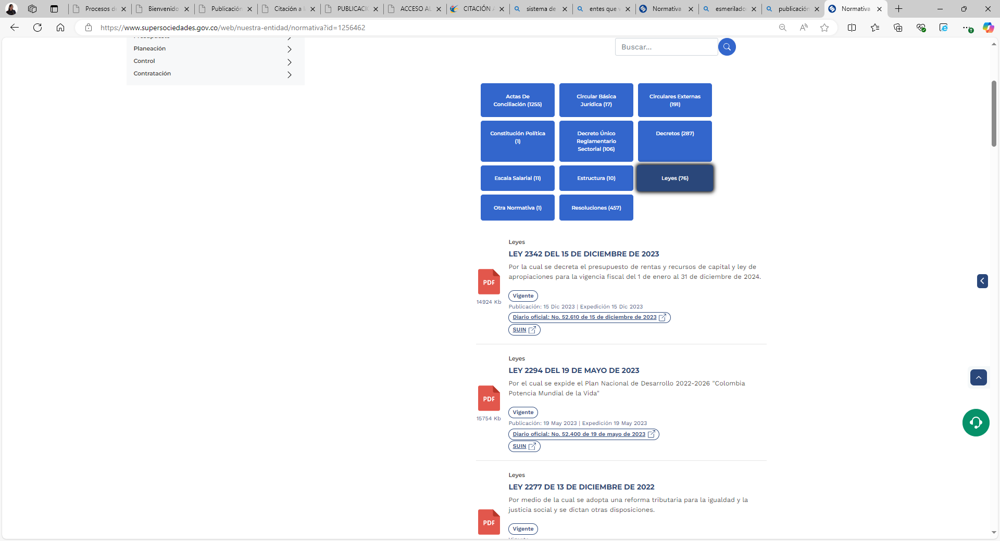 Procesos de
Bienvenido
Publicación
Citación a l
PUBLICACI
ACCESO AL
CITACIÓN A
sistema de
entes que v
Normativa
esmerilado
publicación
Normativa
https://www.supersociedades.gov.co/web/nuestra-entidad/normativa?id=1256462
Presupuesto
Planeación
Control
Contratación
Buscar...
Actas De
Conciliación (1255)
Circular Básica
Jurídica (17)
Circulares Externas
(191)
Constitución Política
(1)
Decreto Único
Reglamentario
Sectorial (106)
Decretos (287)
Escala Salarial (11)
Estructura (10)
Leyes (76)
Otra Normativa (1)
Resoluciones (457)
Leyes
LEY 2342 DEL 15 DE DICIEMBRE DE 2023
Por la cual se decreta el presupuesto de rentas y recursos de capital y ley de
apropiaciones para la vigencia fiscal del 1 de enero al 31 de diciembre de 2024.
PDF
14924 Kb
Vigente
Publicación: 15 Dic 2023 | Expedición 15 Dic 2023
Diario oficial: No. 52.610 de 15 de diciembre de 2023
SUIN
Leyes
LEY 2294 DEL 19 DE MAYO DE 2023
Por el cual se expide el Plan Nacional de Desarrollo 2022-2026 "Colombia
Potencia Mundial de la Vida"
PDF
15754 Kb
Vigente
Publicación: 19 May 2023 | Expedición 19 May 2023
Diario oficial: No. 52.400 de 19 de mayo de 2023
SUIN
Leyes
LEY 2277 DE 13 DE DICIEMBRE DE 2022
Por medio de la cual se adopta una reforma tributaria para la igualdad y la
justicia social y se dictan otras disposiciones.
PDF
Vigente